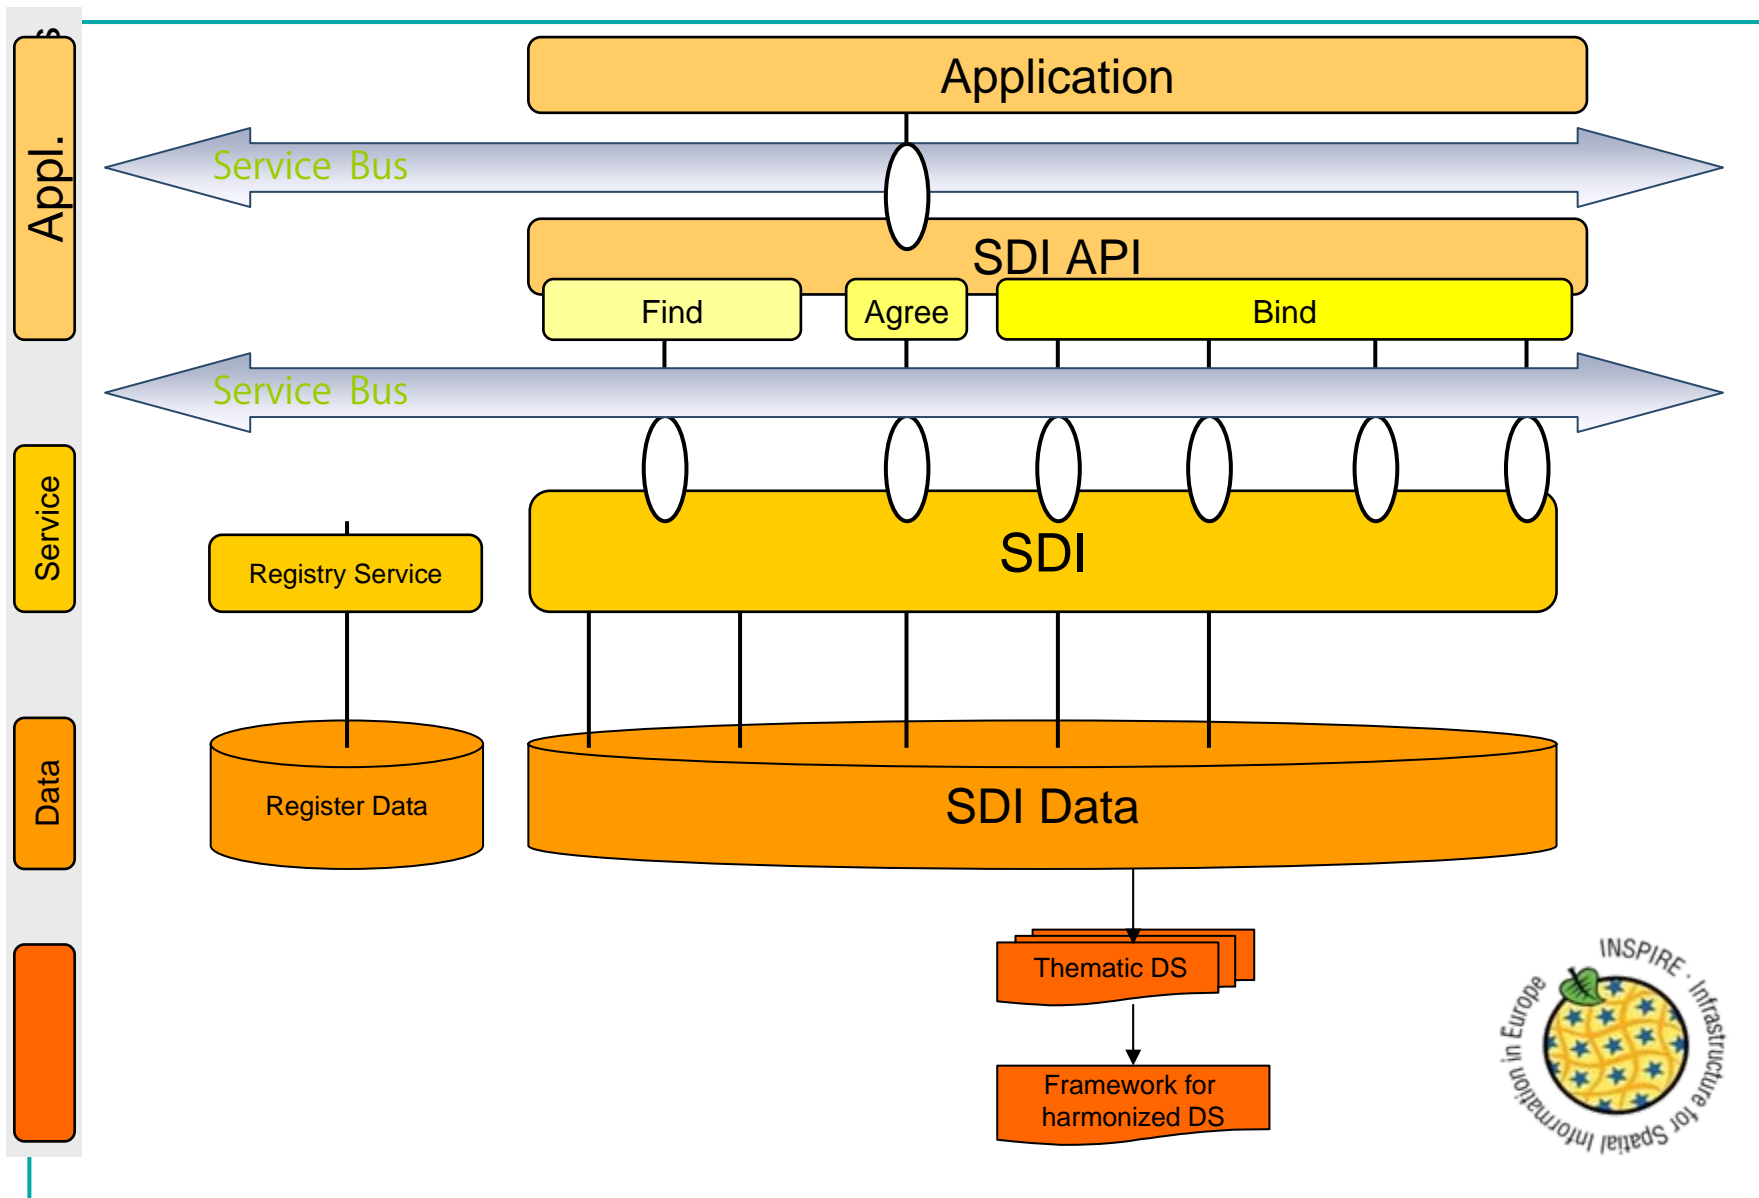 Appl.
Application
Service Bus
SDI API
Find
Agree
Bind
Service Bus
Service
Registry Service
SDI
Data
Register Data
SDI Data
Thematic DS
Framework for
harmonized DS
INSPIRE · Infrastructure for Spatial Information in Europe